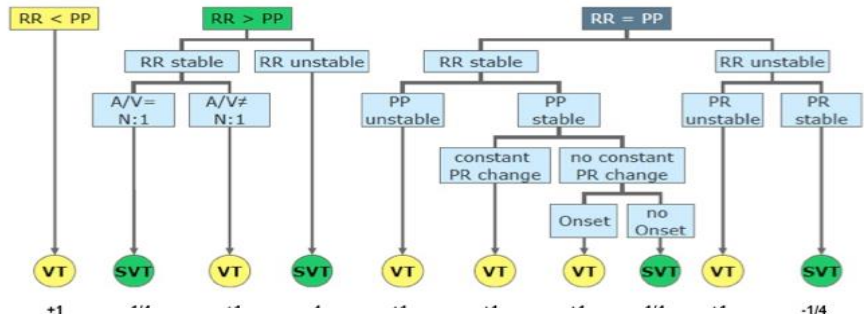 RR < PP
RR > PP
RR = PP
RR stable
RR unstable
RR stable
RR unstable
A/V=
N:1
A/V≠
N:1
PP
unstable
PP
stable
PR
unstable
PR
stable
constant
PR change
no constant
PR change
Onset
no
Onset
VT
SVT
VT
SVT
VT
VT
VT
SVT
VT
SVT
+1
-1/4